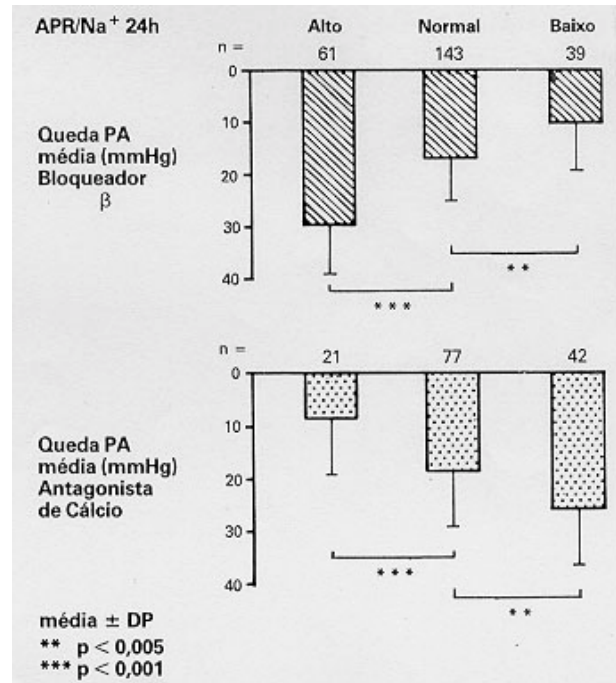 APR/Na+ 24h Alto Normal Baixo
n = 61 143 39
0
10
20
30
40
Queda PA
média (mmHg)
Bloqueador
β
***
**
n = 21 77 42
0
10
20
30
40
Queda PA
média (mmHg)
Antagonista
de Cálcio
***
**
média ± DP
** p < 0,005
*** p < 0,001